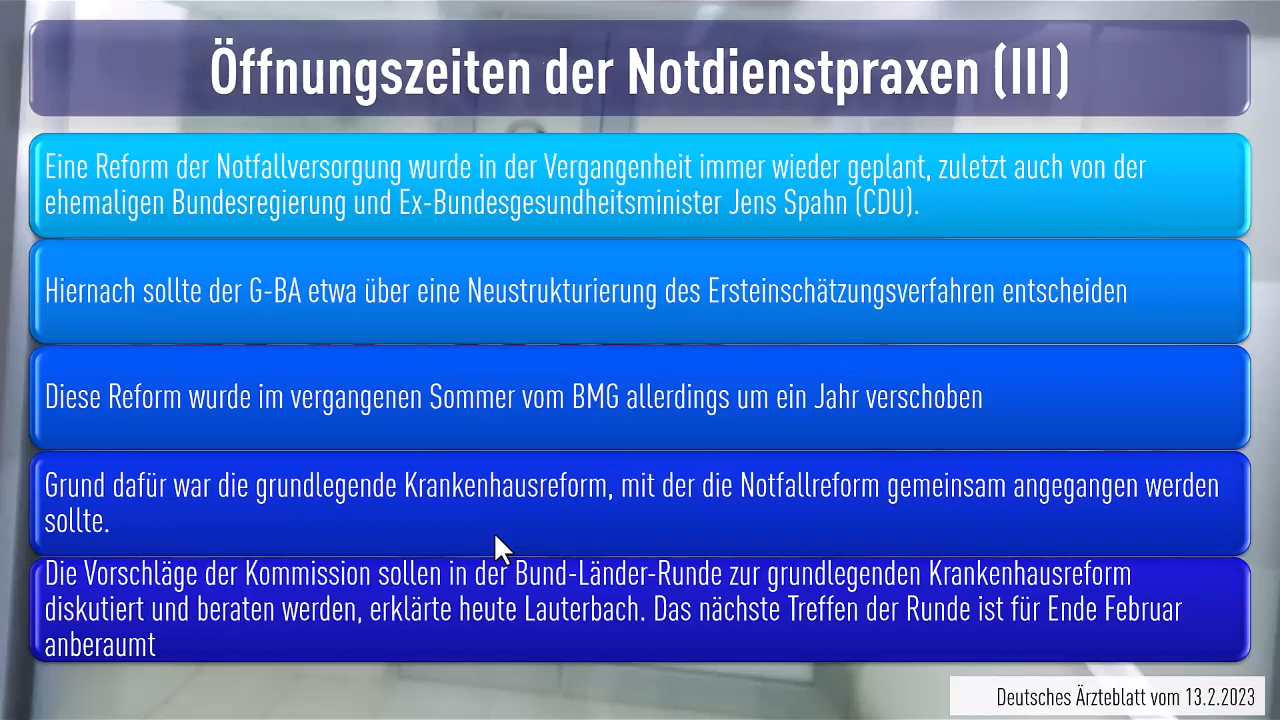 Öffnungszeiten der Notdienstpraxen (III)
Eine Reform der Notfallversorgung wurde in der Vergangenheit immer wieder geplant, zuletzt auch von der
ehemaligen Bundesregierung und Ex-Bundesgesundheitsminister Jens Spahn (CDU).
Hiernach sollte der G-BA etwa über eine Neustrukturierung des Ersteinschätzungsverfahren entscheiden
Diese Reform wurde im vergangenen Sommer vom BMG allerdings um ein Jahr verschoben
Grund dafür war die grundlegende Krankenhausreform, mit der die Notfallreform gemeinsam angegangen werden
sollte.
Die Vorschläge der Kommission sollen in der Bund-Länder-Runde zur grundlegenden Krankenhausreform
diskutiert und beraten werden, erklärte heute Lauterbach. Das nächste Treffen der Runde ist für Ende Februar
anberaumt
Deutsches Ärzteblatt vom 13.2.2023